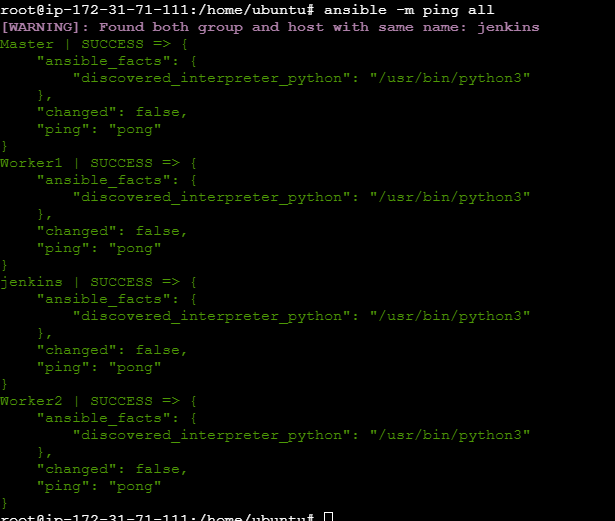 root@ip-172-31-71-111:/home/ubuntu# ansible -m ping all
[WARNING]: Found both group and host with same name: jenkins
Master | SUCCESS => {
    "ansible_facts": {
        "discovered_interpreter_python": "/usr/bin/python3"
    },
    "changed": false,
    "ping": "pong"
}
Worker1 | SUCCESS => {
    "ansible_facts": {
        "discovered_interpreter_python": "/usr/bin/python3"
    },
    "changed": false,
    "ping": "pong"
}
jenkins | SUCCESS => {
    "ansible_facts": {
        "discovered_interpreter_python": "/usr/bin/python3"
    },
    "changed": false,
    "ping": "pong"
}
Worker2 | SUCCESS => {
    "ansible_facts": {
        "discovered_interpreter_python": "/usr/bin/python3"
    },
    "changed": false,
    "ping": "pong"
}
root@ip-172-31-71-111:/home/ubuntu#